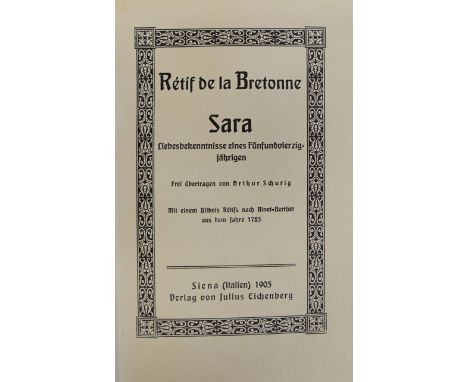 Rétif de la Bretonne
Sara
Liebesbekenntnisse eines Fünfundvierzig-
jährigen
Frei übertragen von Arthur Schurig
Mit einem Bildnis Rétifs nach Binet-Berthet
aus dem Jahre 1785
Siena (Italien) 1905
Verlag von Julius Eichenberg